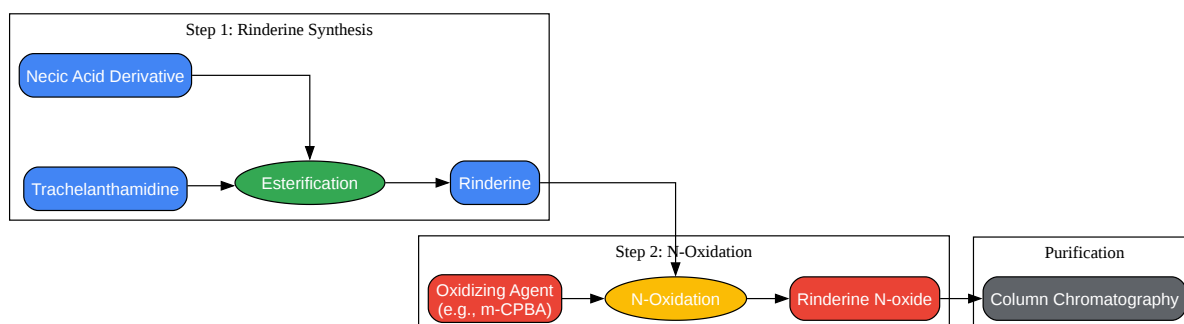 Step 1: Rinderine Synthesis
Necic Acid Derivative
Trachelanthamidine
Esterification
Rinderine
Step 2: N-Oxidation
Oxidizing Agent
(e.g., m-CPBA)
N-Oxidation
Rinderine N-oxide
Purification
Column Chromatography